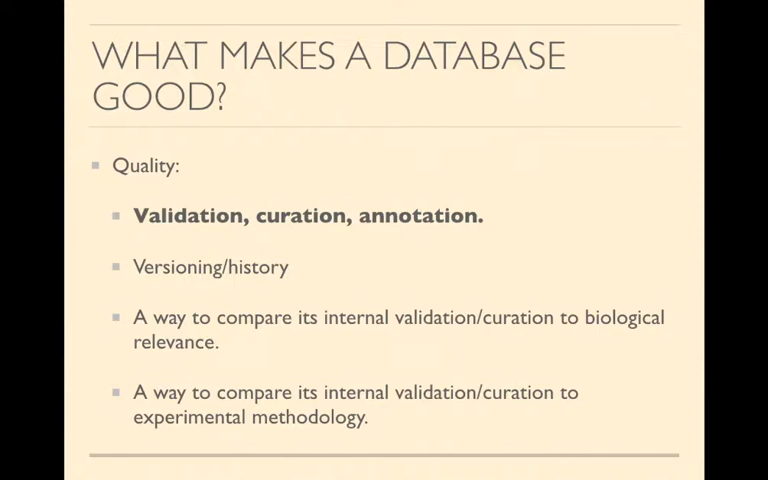 WHAT MAKES A DATABASE
GOOD?
Quality:
Validation, curation, annotation.
Versioning/history
A way to compare its internal validation/curation to biological
relevance.
A way to compare its internal validation/curation to
experimental methodology.